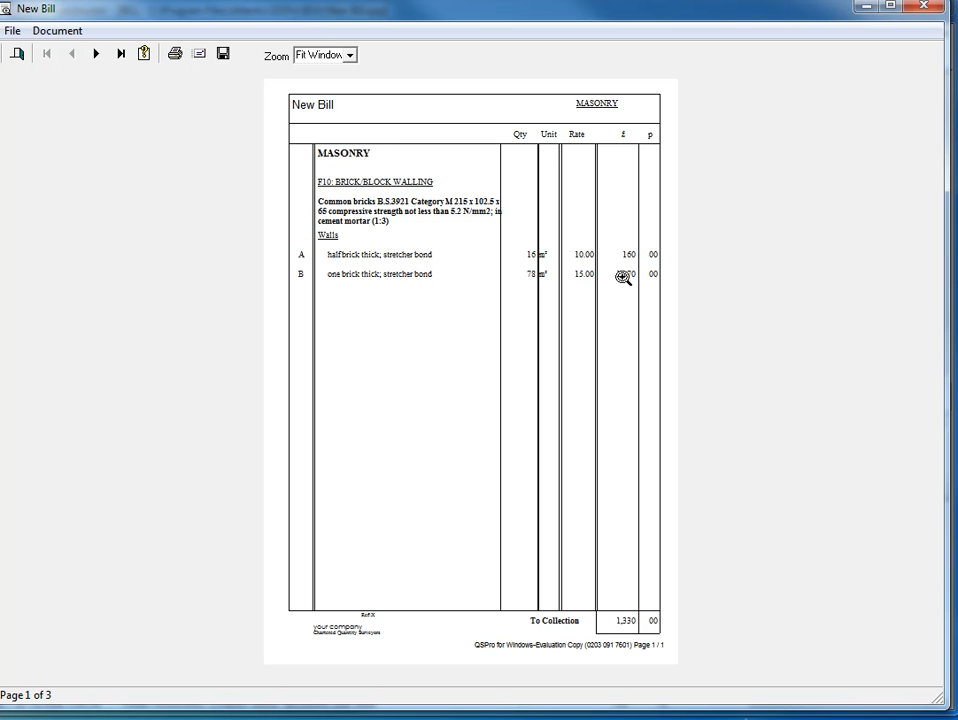 New Bill
File Document
Zoom Fit Window
New Bill MASONRY
Qty Unit Rate £ p
MASONRY
F10: BRICK/BLOCK WALLING
Common bricks B.S.3921 Category M 215 x 102.5 x
65 compressive strength not less than 5.2 N/mm2; in
cement mortar (1:3)
Walls
A half brick thick; stretcher bond 16 m² 10.00 160 00
B one brick thick; stretcher bond 78 m² 15.00 00
To Collection 1,330 00
your company
Chartered Quantity Surveyors
QSPro for Windows-Evaluation Copy (0203 091 7601) Page 1 / 1
Page 1 of 3